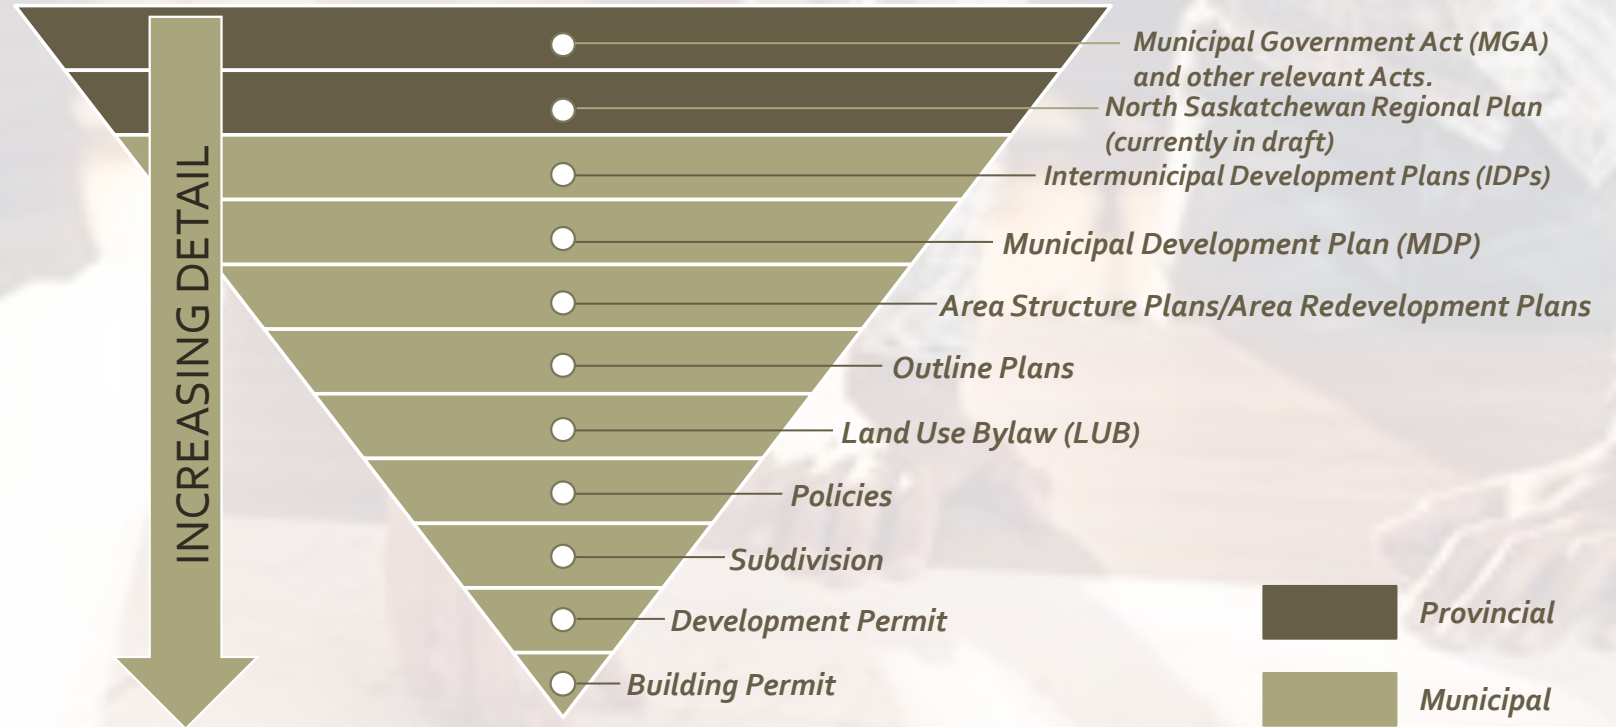 Municipal Government Act (MGA)
and other relevant Acts.
North Saskatchewan Regional Plan
(currently in draft)
Intermunicipal Development Plans (IDPs)
Municipal Development Plan (MDP)
Area Structure Plans/Area Redevelopment Plans
Outline Plans
Land Use Bylaw (LUB)
Policies
Subdivision
Development Permit
Building Permit
INCREASING DETAIL
Provincial
Municipal